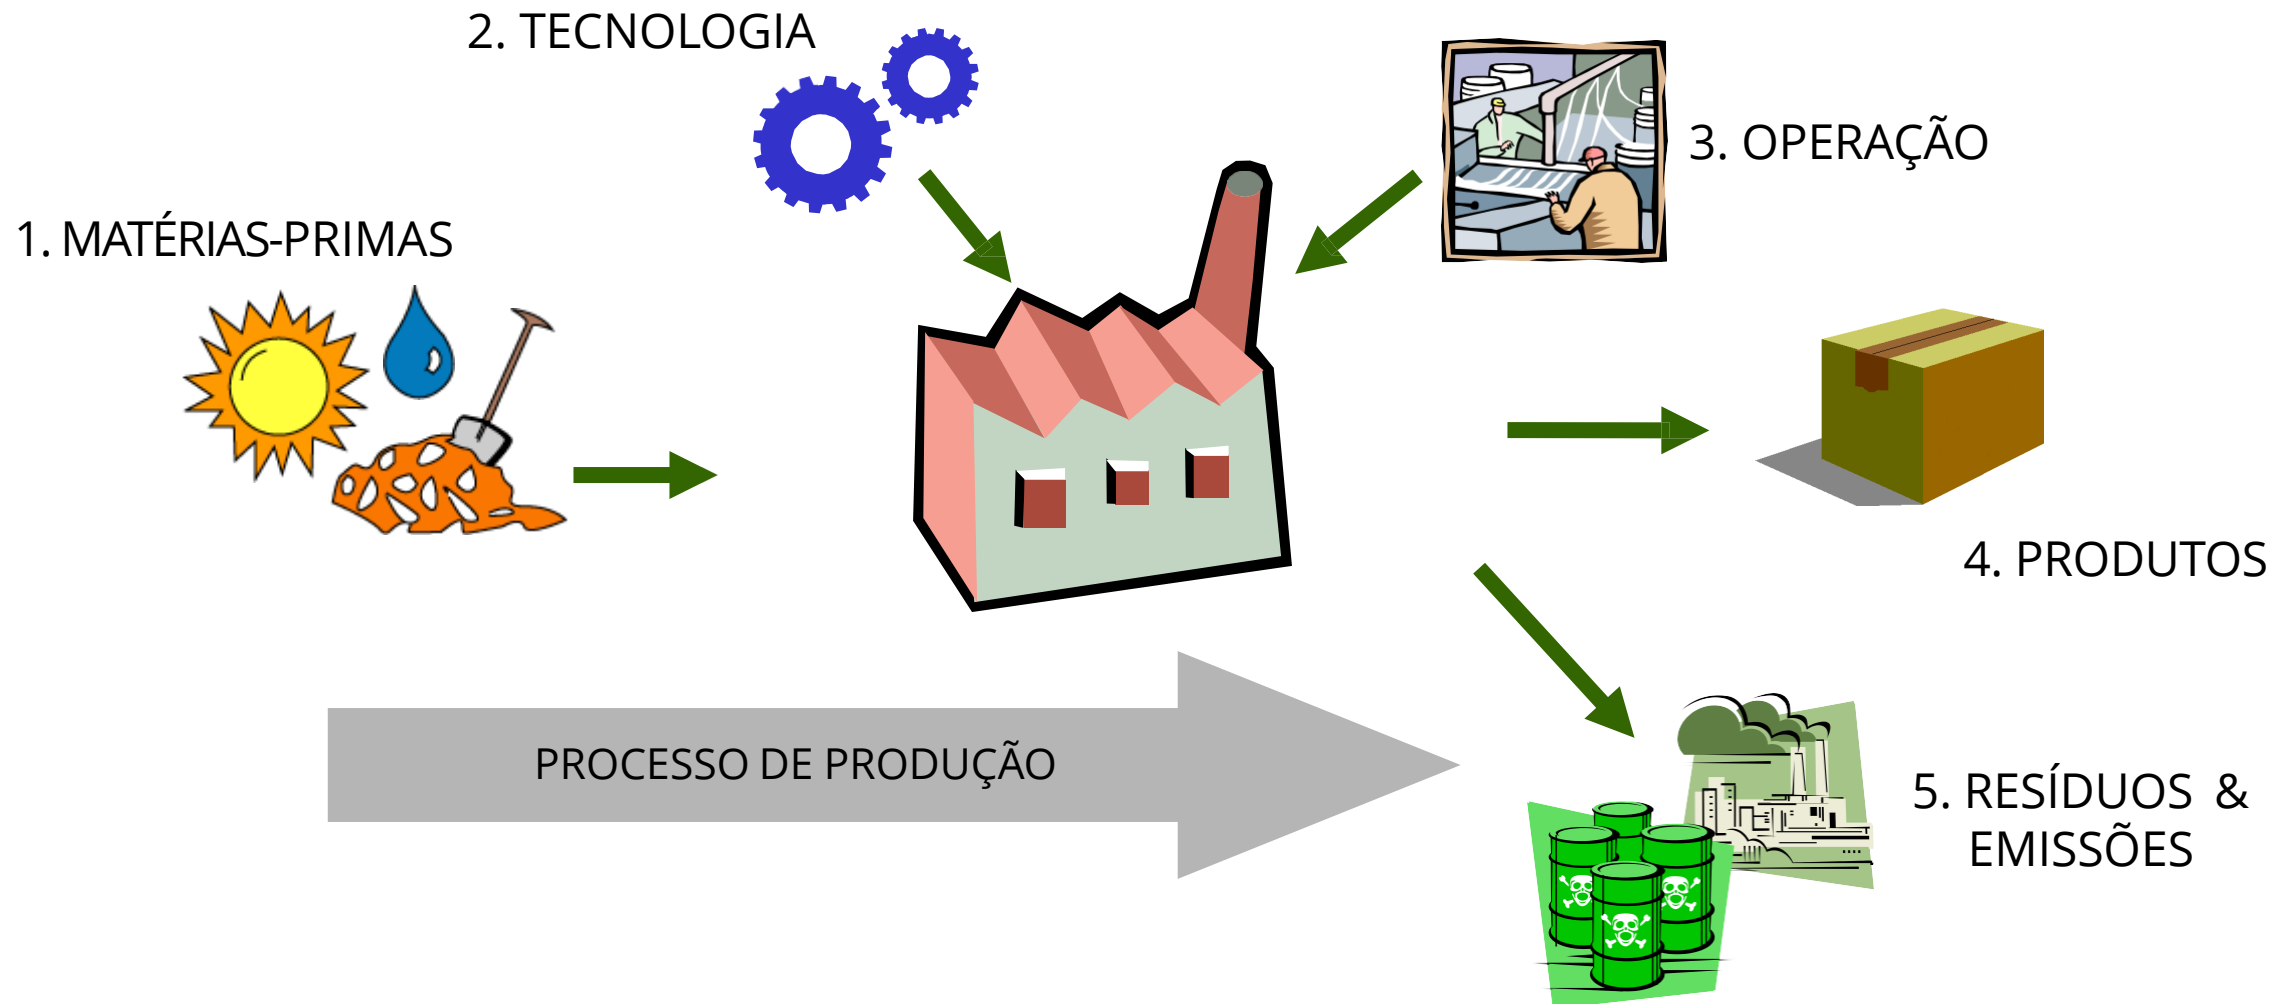 2. TECNOLOGIA
3. OPERAÇÃO
1. MATÉRIAS-PRIMAS
4. PRODUTOS
PROCESSO DE PRODUÇÃO
5. RESÍDUOS &
EMISSÕES